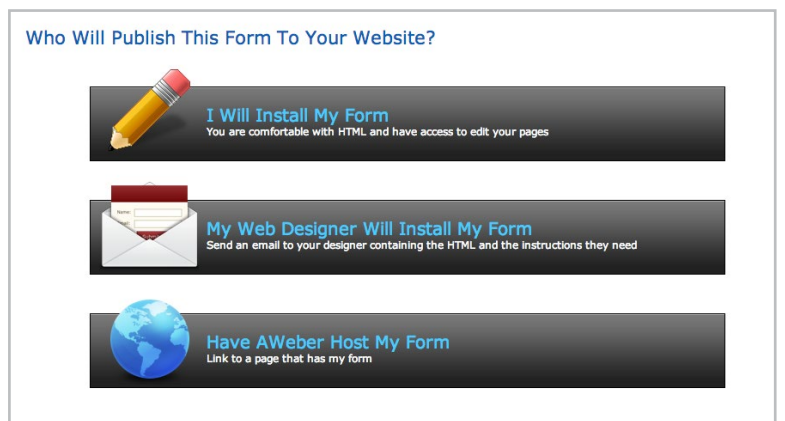 Who Will Publish This Form To Your Website?
I Will Install My Form
You are comfortable with HTML and have access to edit your pages
Name:
My Web Designer Will Install My Form
Send an email to your designer containing the HTML and the instructions they need
Have AWeber Host My Form
Link to a page that has my form